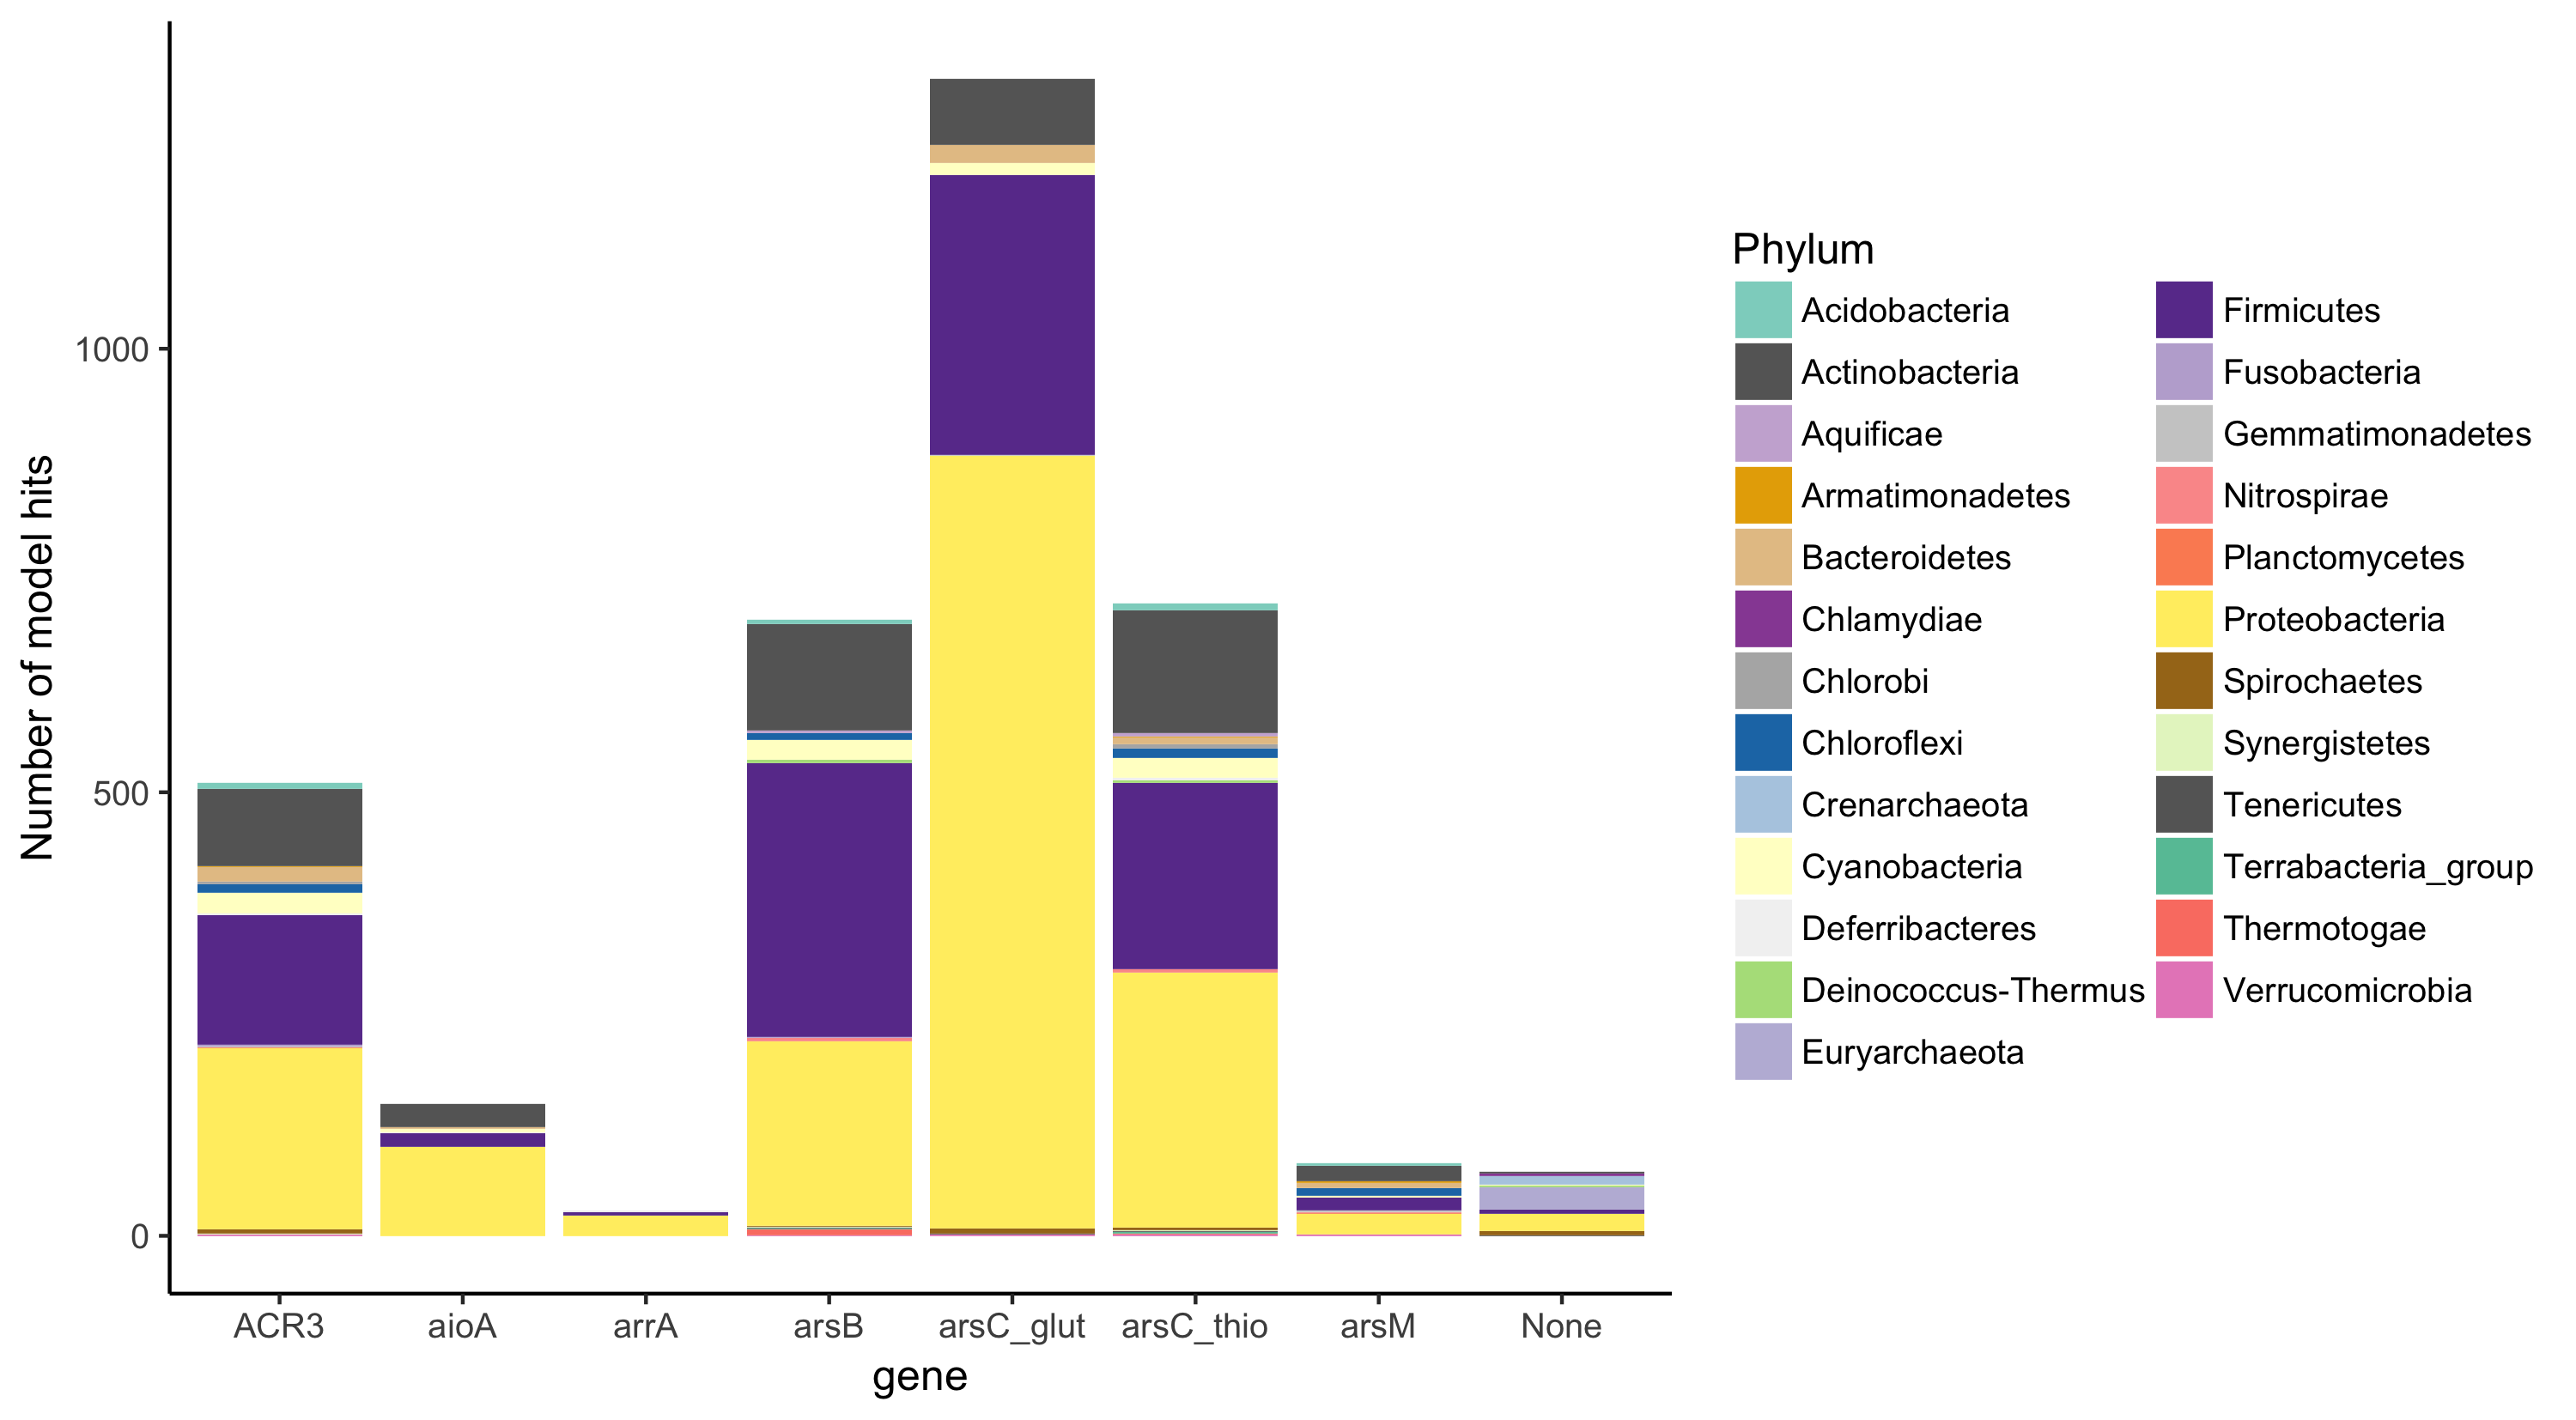 Number of model hits
1000
500
0
ACR3
aioA
arrA
arsB
arsC_glut
arsC_thio
arsM
None
gene
Phylum
Acidobacteria
Actinobacteria
Aquificae
Armatimonadetes
Bacteroidetes
Chlamydiae
Chlorobi
Chloroflexi
Crenarchaeota
Cyanobacteria
Deferribacteres
Deinococcus-Thermus
Euryarchaeota
Firmicutes
Fusobacteria
Gemmatimonadetes
Nitrospirae
Planctomycetes
Proteobacteria
Spirochaetes
Synergistetes
Tenericutes
Terrabacteria_group
Thermotogae
Verrucomicrobia